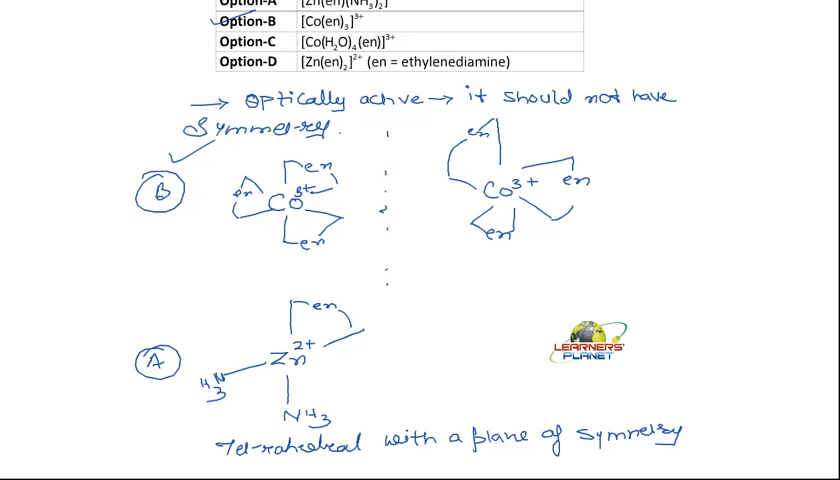 Option-A [Zn(en)(NH₃)₂]
Option-B [Co(en)₃]³⁺
Option-C [Co(H₂O)₄(en)]³⁺
Option-D [Zn(en)₂]²⁺ (en = ethylenediamine)
→ Optically active → it should not have
Symmetry.
B
en
en
CO³⁺
en
en
Co³⁺
en
en
A
en
Zn²⁺
H₃N
NH₃
LEARNERS'
PLANET
Tetrahedral with a plane of symmetry